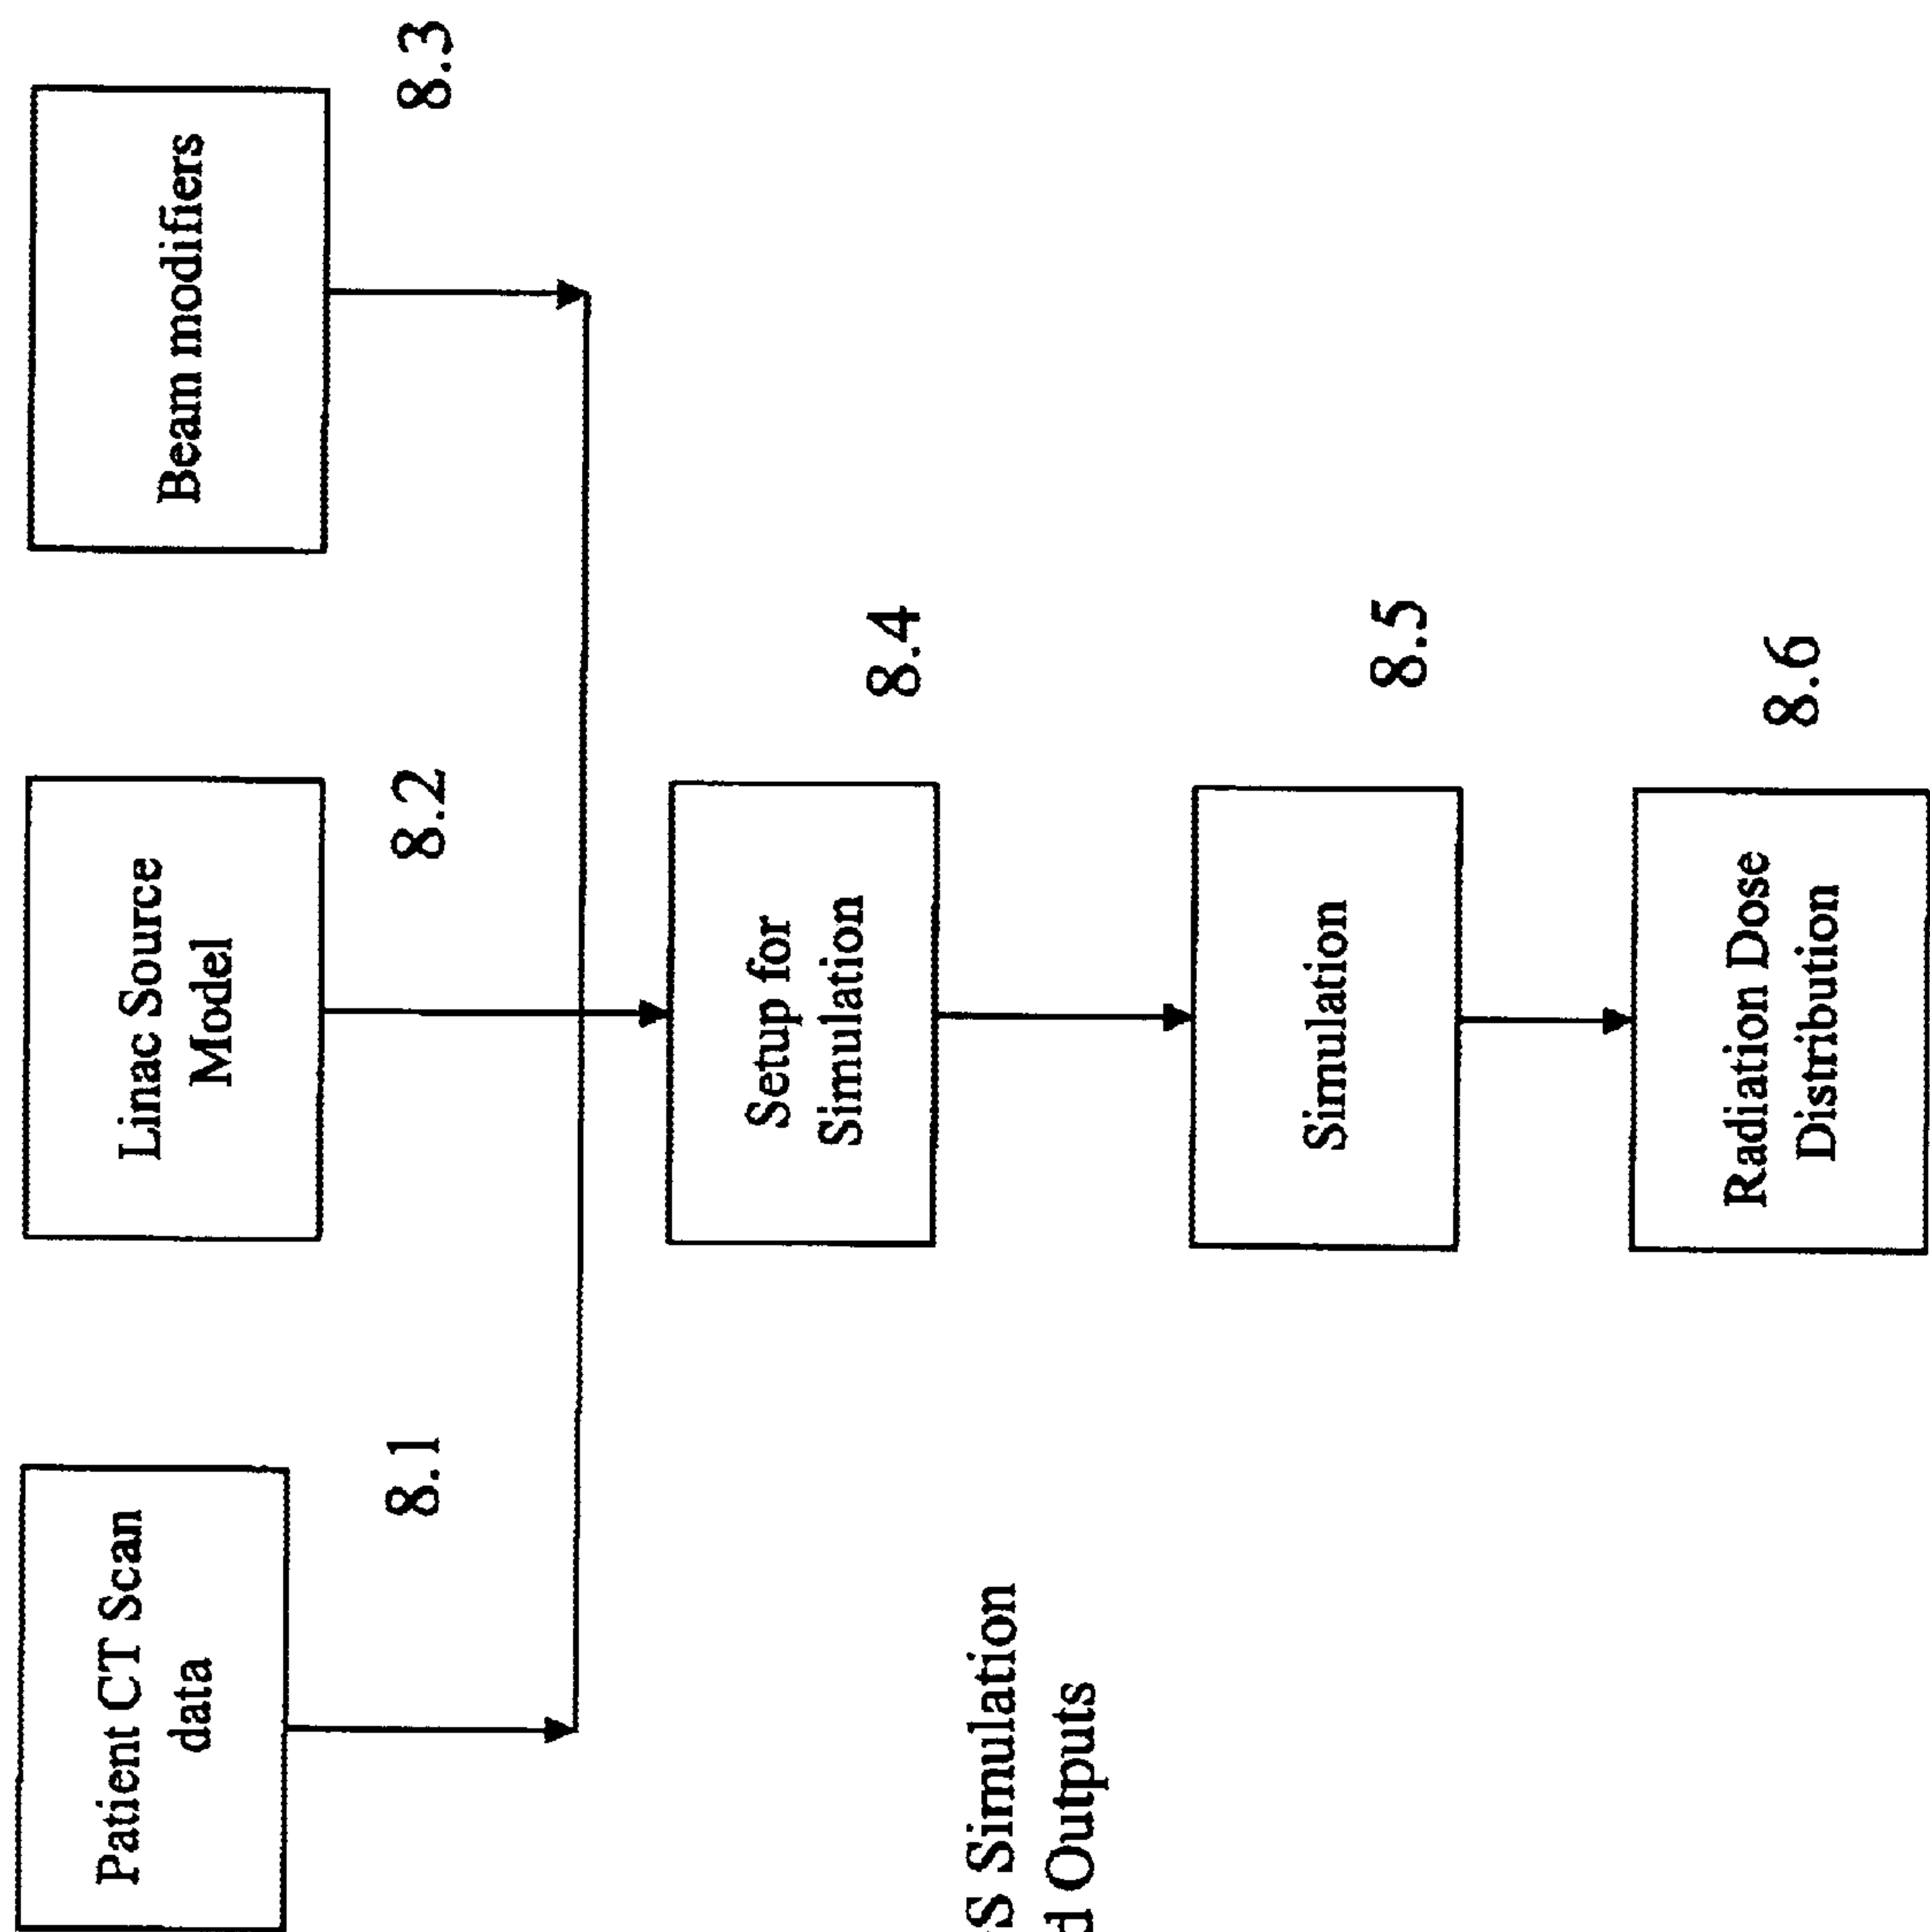 Patient CT Scan
data
8.1
Linac Source
Model
8.2
Beam modifiers
8.3
Setup for
Simulation
8.4
Simulation
8.5
Radiation Dose
Distribution
8.6
S Simulation
d Outputs